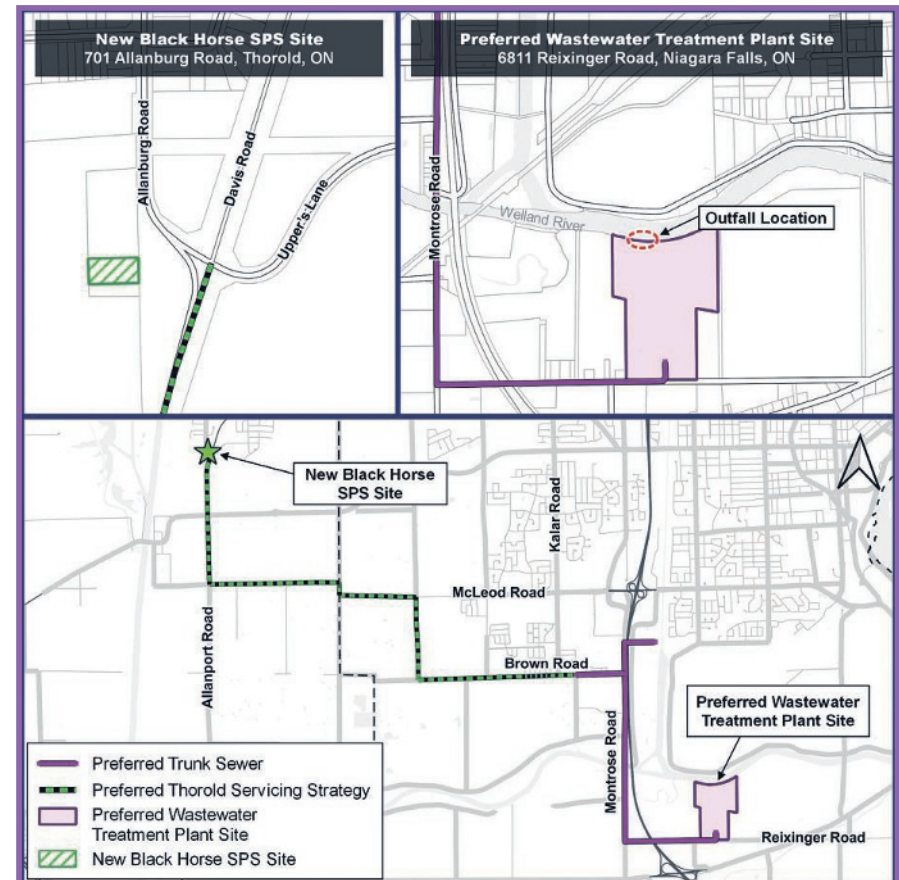 New Black Horse SPS Site
701 Allanburg Road, Thorold, ON
Allanburg Road
Davis Road
Upper's Lane
Preferred Wastewater Treatment Plant Site
6811 Reixinger Road, Niagara Falls, ON
Montrose Road
Welland River
Outfall Location
New Black Horse
SPS Site
Kalar Road
McLeod Road
Allanport Road
Brown Road
Preferred Wastewater
Treatment Plant Site
Montrose Road
Reixinger Road
Preferred Trunk Sewer
Preferred Thorold Servicing Strategy
Preferred Wastewater
Treatment Plant Site
New Black Horse SPS Site